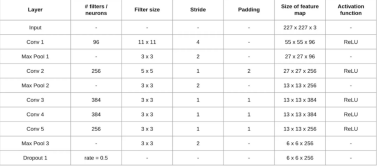 Layer # filters / neurons Filter size Stride Padding Size of feature map Activation function
Input - - - - 227 x 227 x 3 -
Conv 1 96 11 x 11 4 - 55 x 55 x 96 ReLU
Max Pool 1 - 3 x 3 2 - 27 x 27 x 96 -
Conv 2 256 5 x 5 1 2 27 x 27 x 256 ReLU
Max Pool 2 - 3 x 3 2 - 13 x 13 x 256 -
Conv 3 384 3 x 3 1 1 13 x 13 x 384 ReLU
Conv 4 384 3 x 3 1 1 13 x 13 x 384 ReLU
Conv 5 256 3 x 3 1 1 13 x 13 x 256 ReLU
Max Pool 3 - 3 x 3 2 - 6 x 6 x 256 -
Dropout 1 rate = 0.5 - - - 6 x 6 x 256 -